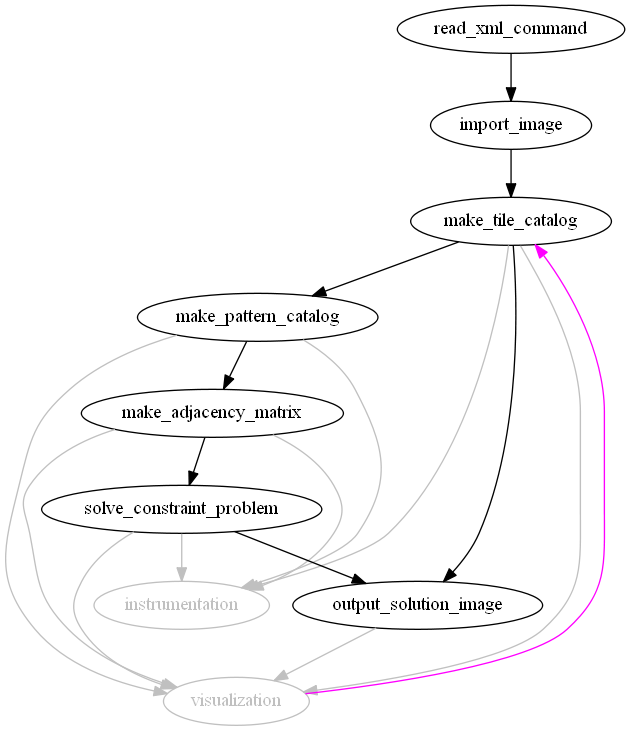 read_xml_command
import_image
make_tile_catalog
make_pattern_catalog
make_adjacency_matrix
solve_constraint_problem
instrumentation
output_solution_image
visualization